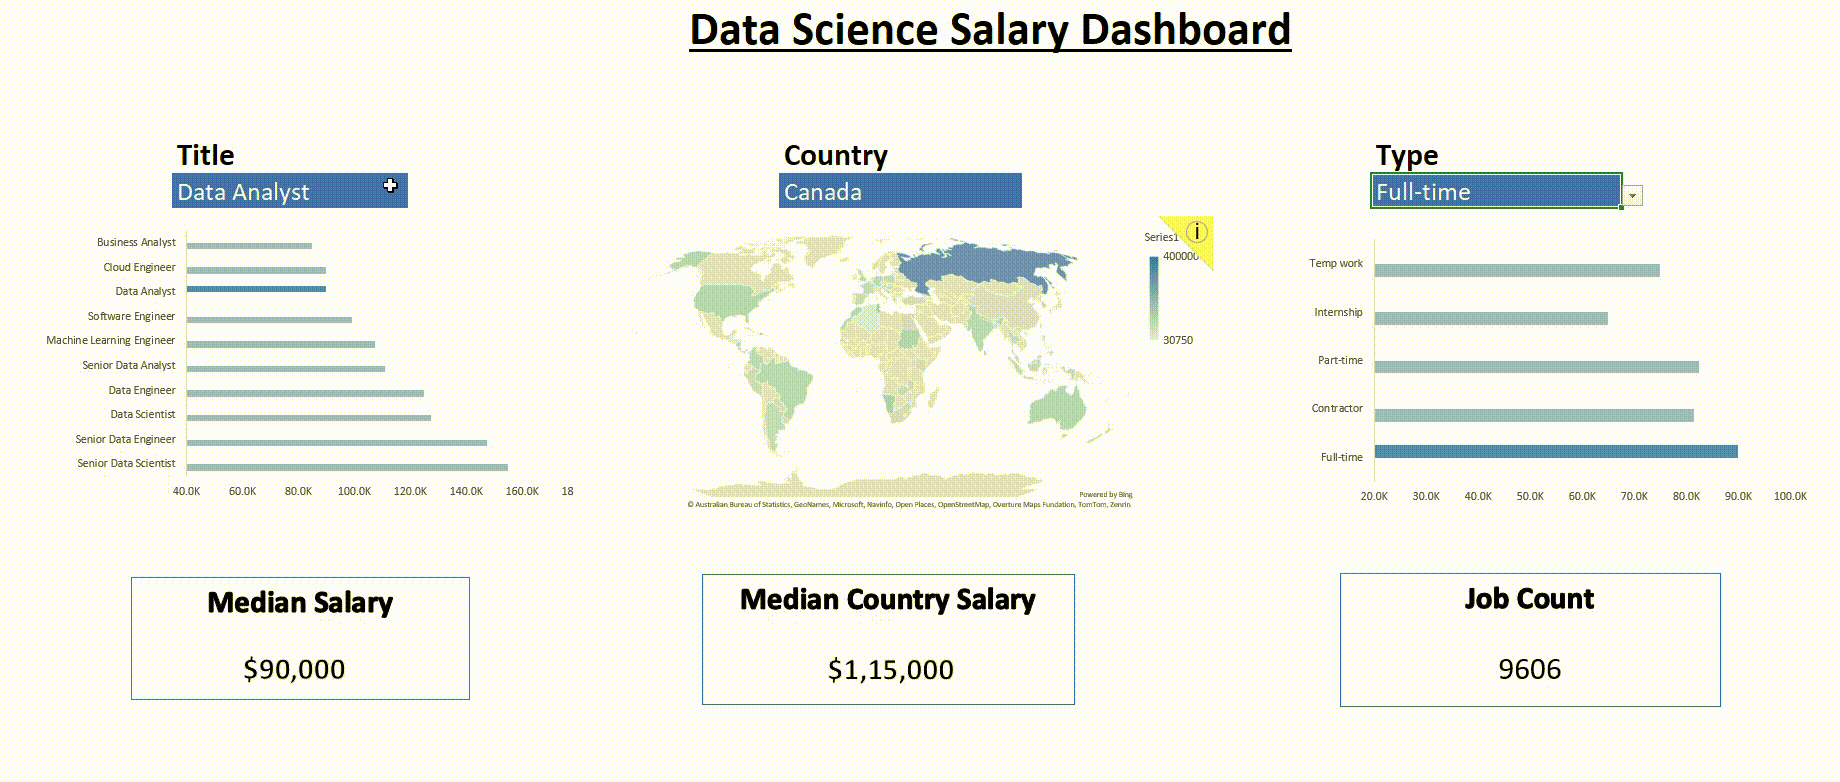 Data Science Salary Dashboard
Title
Data Analyst
Business Analyst
Cloud Engineer
Data Analyst
Software Engineer
Machine Learning Engineer
Senior Data Analyst
Data Engineer
Data Scientist
Senior Data Engineer
Senior Data Scientist
40.0K 60.0K 80.0K 100.0K 120.0K 140.0K 160.0K 18
Country
Canada
Series1
i
400000
30750
Powered by Bing
© Australian Bureau of Statistics, GeoNames, Microsoft, Navinfo, Open Places, OpenStreetMap, Overture Maps Fundation, TomTom, Zenrin
Type
Full-time
Temp work
Internship
Part-time
Contractor
Full-time
20.0K 30.0K 40.0K 50.0K 60.0K 70.0K 80.0K 90.0K 100.0K
Median Salary
$90,000
Median Country Salary
$1,15,000
Job Count
9606